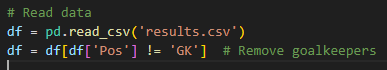 # Read data
df = pd.read_csv('results.csv')
df = df[df['Pos'] != 'GK']  # Remove goalkeepers